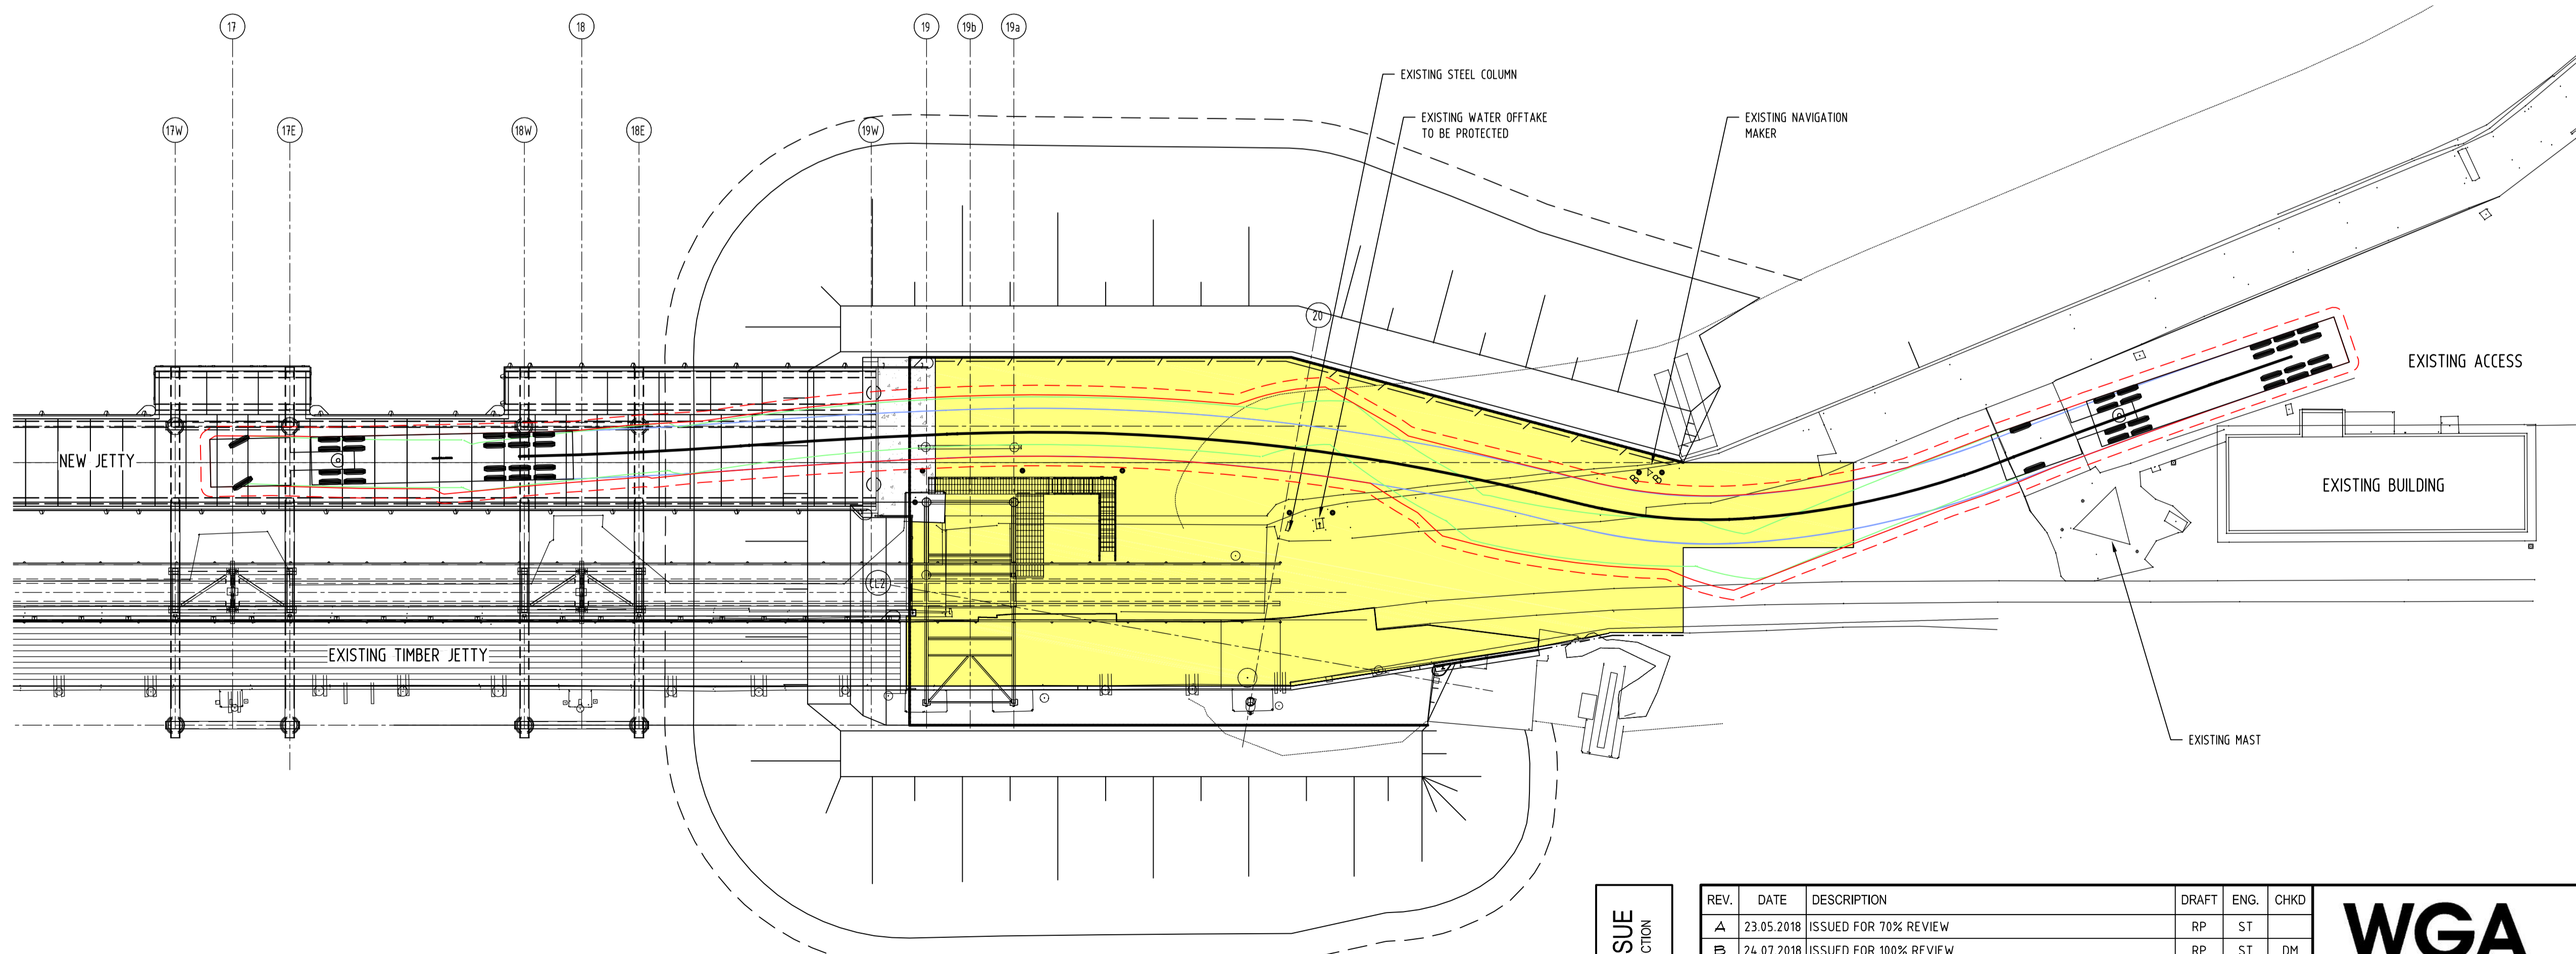 17
18
19
19b
19a
17W
17E
18W
18E
19W
EXISTING STEEL COLUMN
EXISTING WATER OFFTAKE
TO BE PROTECTED
EXISTING NAVIGATION
MAKER
20
EXISTING ACCESS
NEW JETTY
EXISTING BUILDING
CL2
EXISTING TIMBER JETTY
EXISTING MAST
SUE
CTION
REV. DATE DESCRIPTION DRAFT ENG. CHKD
A 23.05.2018 ISSUED FOR 70% REVIEW RP ST
B 24.07.2018 ISSUED FOR 100% REVIEW RP ST DM
WGA